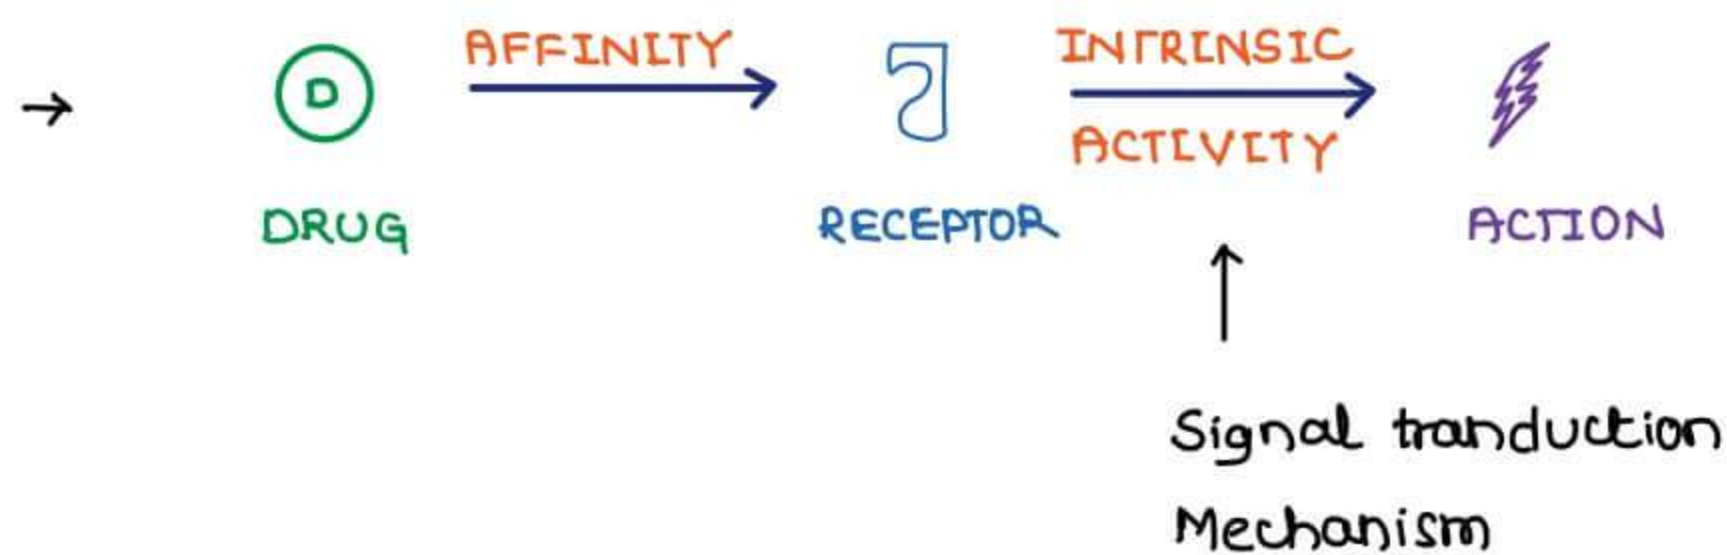 → D AFFINITY INTRINSIC
ACTIVITY
DRUG RECEPTOR ACTION
↑
Signal tranduction
Mechanism